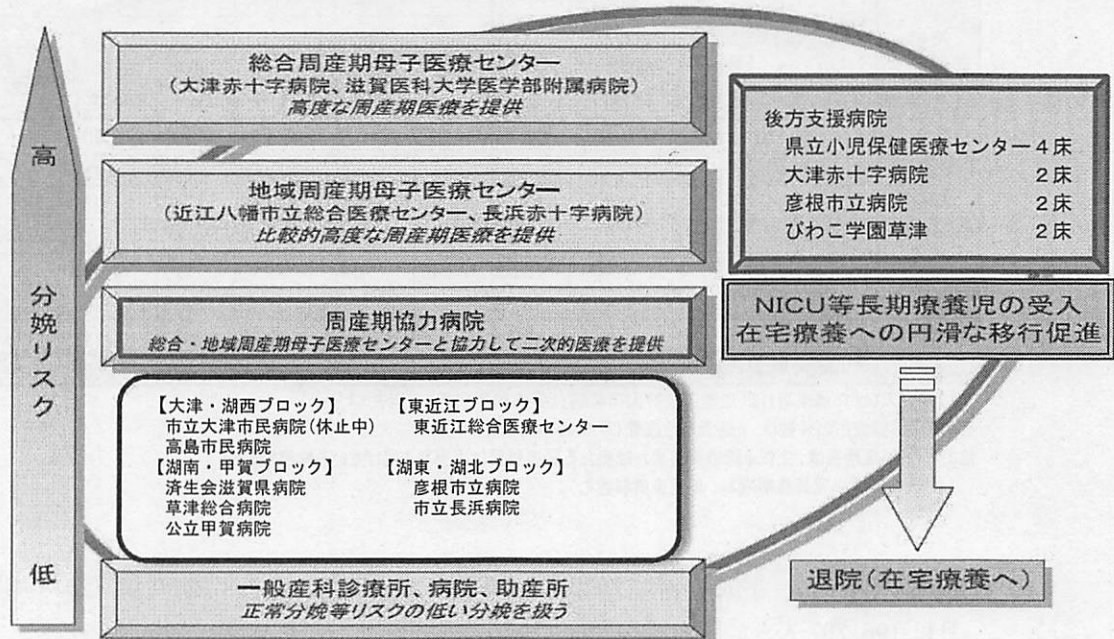 高
分娩リスク
低
総合周産期母子医療センター
(大津赤十字病院、滋賀医科大学医学部附属病院)
高度な周産期医療を提供
地域周産期母子医療センター
(近江八幡市立総合医療センター、長浜赤十字病院)
比較的高度な周産期医療を提供
周産期協力病院
総合・地域周産期母子医療センターと協力して二次的医療を提供
【大津・湖西ブロック】
市立大津市民病院(休止中)
高島市民病院
【湖南・甲賀ブロック】
済生会滋賀県病院
草津総合病院
公立甲賀病院
【東近江ブロック】
東近江総合医療センター
【湖東・湖北ブロック】
彦根市立病院
市立長浜病院
一般産科診療所、病院、助産所
正常分娩等リスクの低い分娩を扱う
後方支援病院
県立小児保健医療センター4床
大津赤十字病院 2床
彦根市立病院 2床
びわこ学園草津 2床
NICU等長期療養児の受入
在宅療養への円滑な移行促進
退院(在宅療養へ)